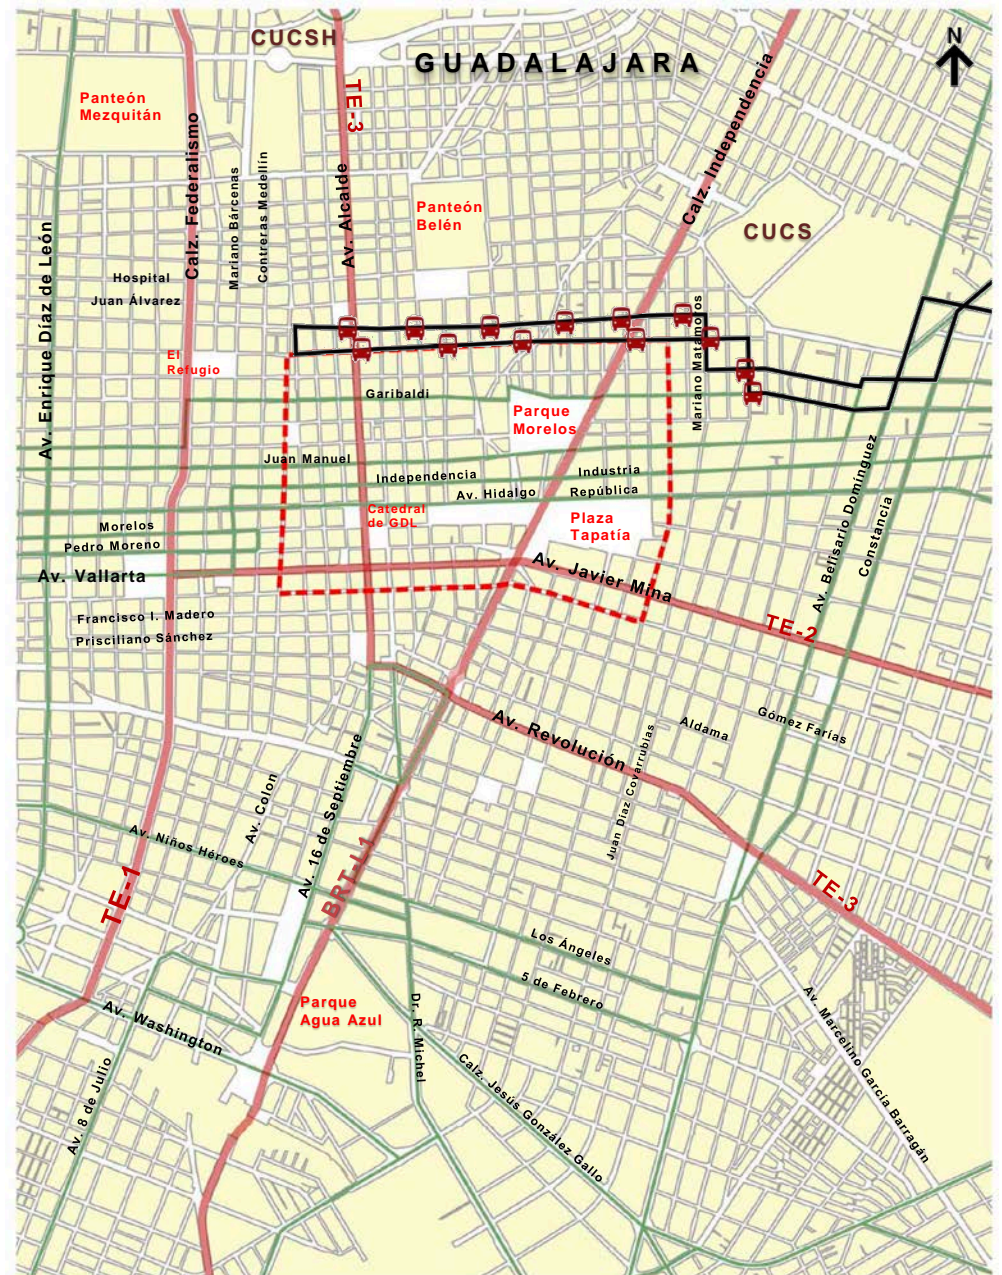 CUCSH
GUADALAJARA
N
TE-3
Calz. Independencia
Panteón
Mezquitán
Calz. Federalismo
Mariano Bárcenas
Contreras Medellín
Av. Alcalde
Panteón
Belén
CUCS
Av. Enrique Díaz de León
Hospital
Juan Álvarez
El
Refugio
Mariano Matamoros
Garibaldi
Parque
Morelos
Juan Manuel
Independencia
Industria
Av. Hidalgo
República
Catedral
de GDL
Plaza
Tapatía
Av. Belisario Domínguez
Constancia
Morelos
Pedro Moreno
Av. Vallarta
Av. Javier Mina
Francisco I. Madero
Prisciliano Sánchez
TE-2
Av. Revolución
Aldama
Gómez Farías
Juan Díaz Covarrubias
Av. Colon
Av. 16 de Septiembre
Av. Niños Héroes
TE-1
BRT-L1
TE-3
Los Ángeles
5 de Febrero
Parque
Agua Azul
Av. Washington
Dr. R. Michel
Av. 8 de Julio
Calz. Jesús González Gallo
Av. Marcelino García Barragán